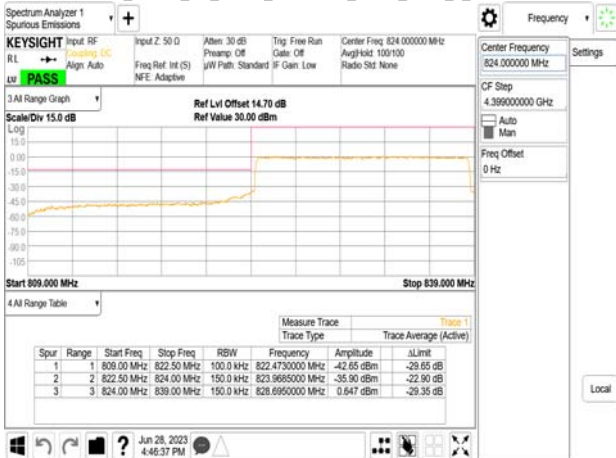 Spectrum Analyzer 1
Spurious Emissions
+
Frequency
KEYSIGHT
RL
PASS
Input: RF
Coupling: DC
Align: Auto
Input Z: 50 Ω
Freq Ref: Int (S)
NFE: Adaptive
Atten: 30 dB
Preamp: Off
µW Path: Standard
Trig: Free Run
Gate: Off
IF Gain: Low
Center Freq: 824.000000 MHz
Avg|Hold: 100/100
Radio Std: None
Center Frequency
824.000000 MHz
Settings
CF Step
4.399000000 GHz
Auto
Man
Freq Offset
0 Hz
Local
3 All Range Graph
Scale/Div 15.0 dB
Ref Lvl Offset 14.70 dB
Ref Value 30.00 dBm
Log
15.0
0.00
-15.0
-30.0
-45.0
-60.0
-75.0
-90.0
-105
Start 809.000 MHz
Stop 839.000 MHz
4 All Range Table
Measure Trace Trace 1
Trace Type Trace Average (Active)
Spur Range Start Freq Stop Freq RBW Frequency Amplitude ΔLimit
1 1 809.00 MHz 822.50 MHz 100.0 kHz 822.4730000 MHz -42.65 dBm -29.65 dB
2 2 822.50 MHz 824.00 MHz 150.0 kHz 823.9685000 MHz -35.90 dBm -22.90 dB
3 3 824.00 MHz 839.00 MHz 150.0 kHz 828.6950000 MHz 0.647 dBm -29.35 dB
?
Jun 28, 2023
4:46:37 PM